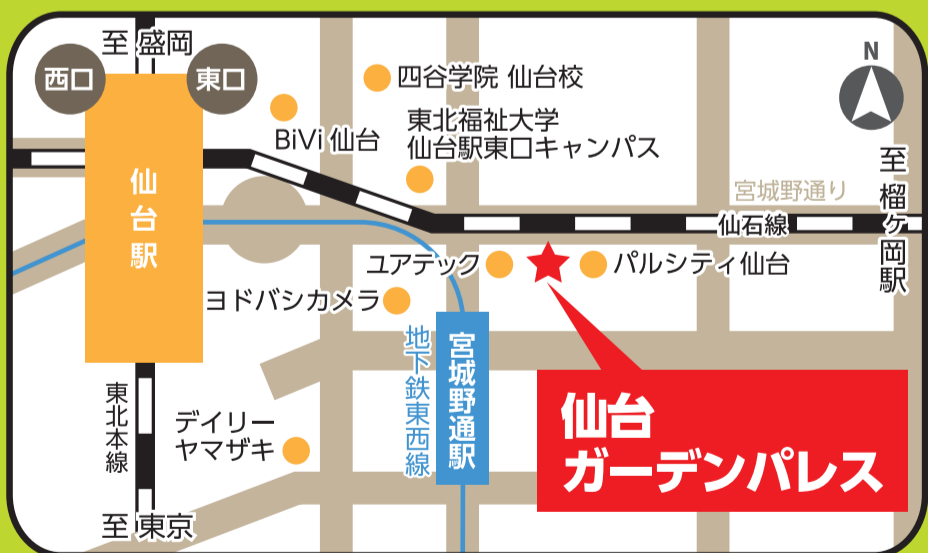 至 盛岡
西口
東口
N
四谷学院 仙台校
BiVi 仙台
東北福祉大学
仙台駅東口キャンパス
至 榴ケ岡駅
宮城野通り
仙台駅
仙石線
ユアテック
パルシティ仙台
ヨドバシカメラ
地下鉄東西線
宮城野通駅
仙台
ガーデンパレス
東北本線
デイリー
ヤマザキ
至 東京